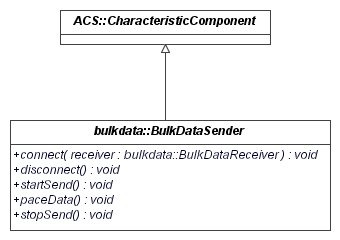 ACS::CharacteristicComponent
bulkdata::BulkDataSender
+connect( receiver : bulkdata::BulkDataReceiver ) : void
+disconnect() : void
+startSend() : void
+paceData() : void
+stopSend() : void